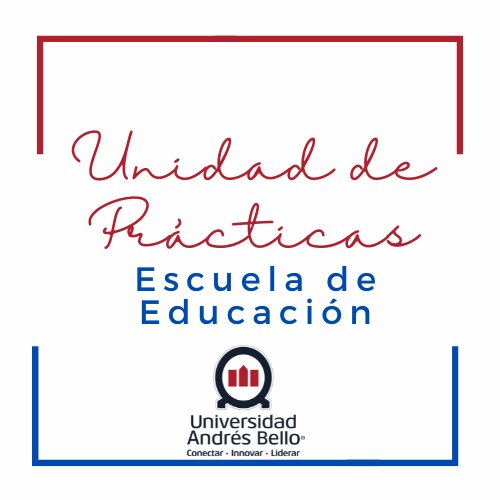 Unidad de
Prácticas
Escuela de
Educación
Universidad
Andrés Bello®
Conectar - Innovar - Liderar